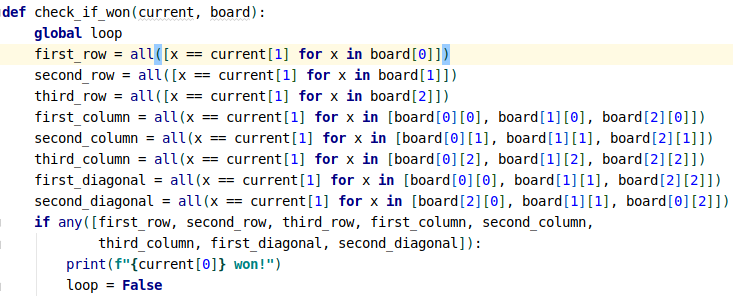 def check_if_won(current, board):
    global loop
    first_row = all([x == current[1] for x in board[0]])
    second_row = all([x == current[1] for x in board[1]])
    third_row = all([x == current[1] for x in board[2]])
    first_column = all(x == current[1] for x in [board[0][0], board[1][0], board[2][0]])
    second_column = all(x == current[1] for x in [board[0][1], board[1][1], board[2][1]])
    third_column = all(x == current[1] for x in [board[0][2], board[1][2], board[2][2]])
    first_diagonal = all(x == current[1] for x in [board[0][0], board[1][1], board[2][2]])
    second_diagonal = all(x == current[1] for x in [board[2][0], board[1][1], board[0][2]])
    if any([first_row, second_row, third_row, first_column, second_column,
            third_column, first_diagonal, second_diagonal]):
        print(f"{current[0]} won!")
        loop = False